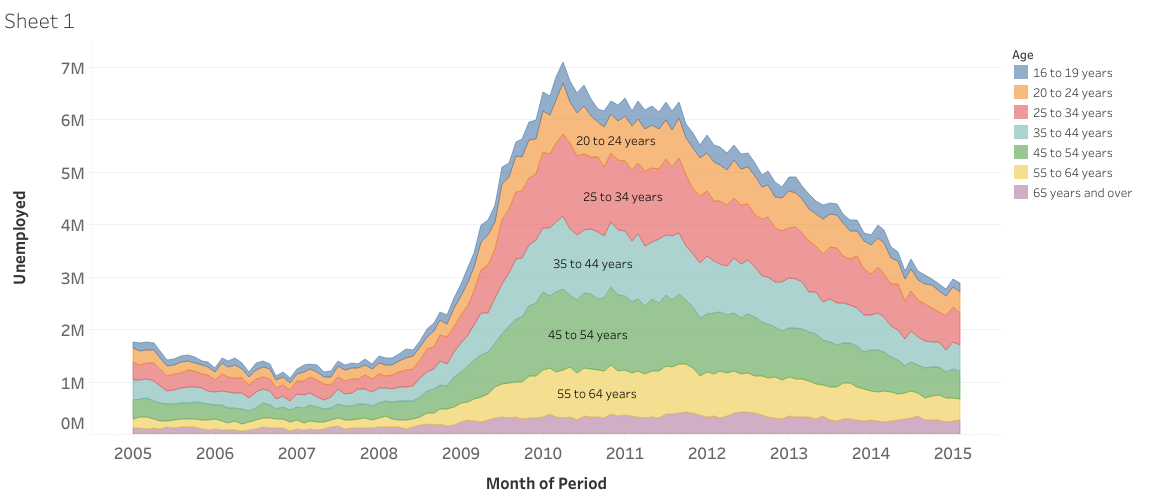 Sheet 1
Age
16 to 19 years
20 to 24 years
25 to 34 years
35 to 44 years
45 to 54 years
55 to 64 years
65 years and over
Unemployed
7M
6M
5M
4M
3M
2M
1M
0M
20 to 24 years
25 to 34 years
35 to 44 years
45 to 54 years
55 to 64 years
2005 2006 2007 2008 2009 2010 2011 2012 2013 2014 2015
Month of Period